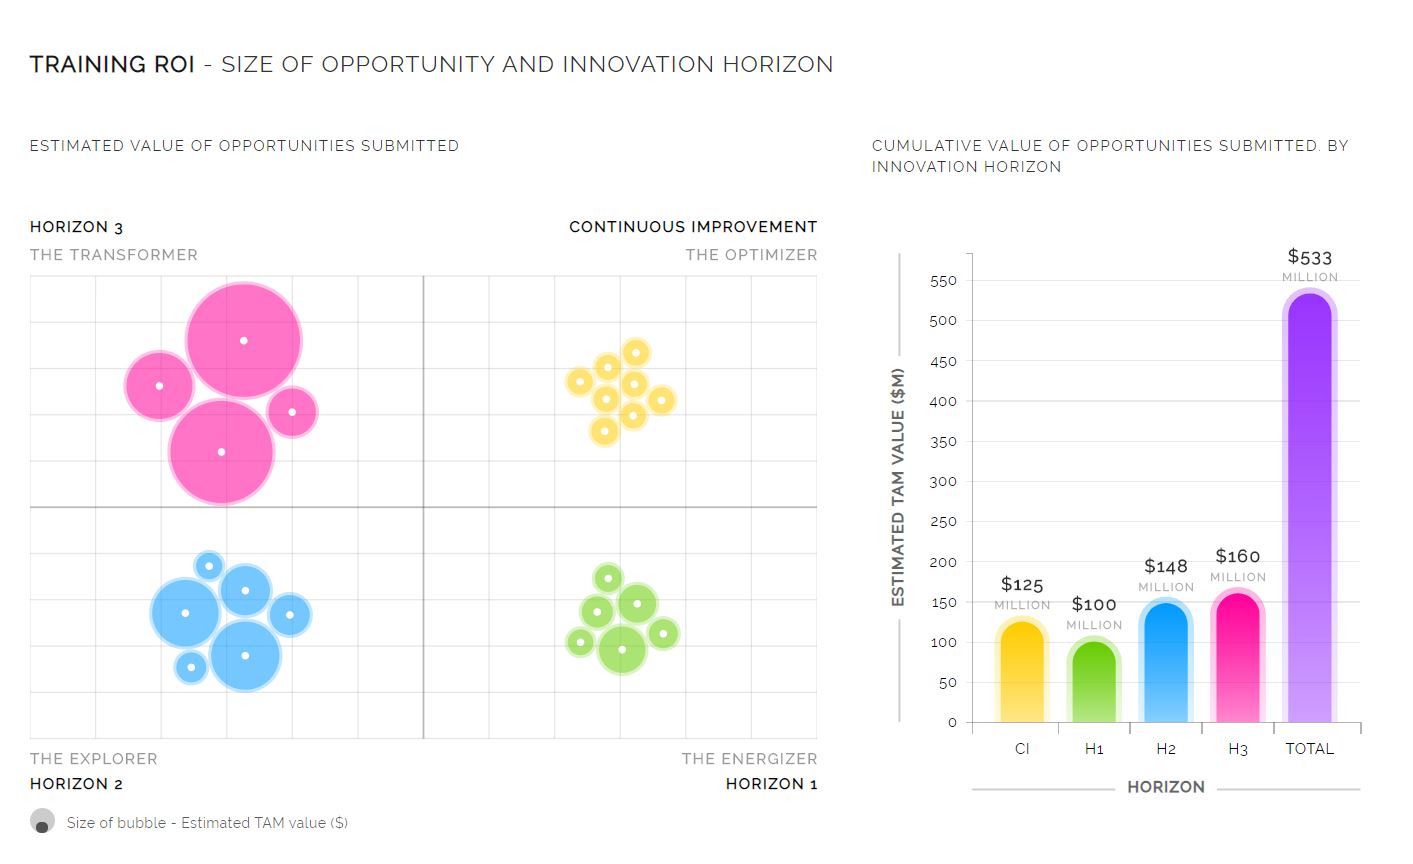 TRAINING ROI - SIZE OF OPPORTUNITY AND INNOVATION HORIZON
ESTIMATED VALUE OF OPPORTUNITIES SUBMITTED
HORIZON 3
THE TRANSFORMER
CONTINUOUS IMPROVEMENT
THE OPTIMIZER
THE EXPLORER
HORIZON 2
THE ENERGIZER
HORIZON 1
Size of bubble - Estimated TAM value ($)
CUMULATIVE VALUE OF OPPORTUNITIES SUBMITTED. BY
INNOVATION HORIZON
ESTIMATED TAM VALUE ($M)
550
500
450
400
350
300
250
200
150
100
50
0
$125
MILLION
$100
MILLION
$148
MILLION
$160
MILLION
$533
MILLION
CI
H1
H2
H3
TOTAL
HORIZON